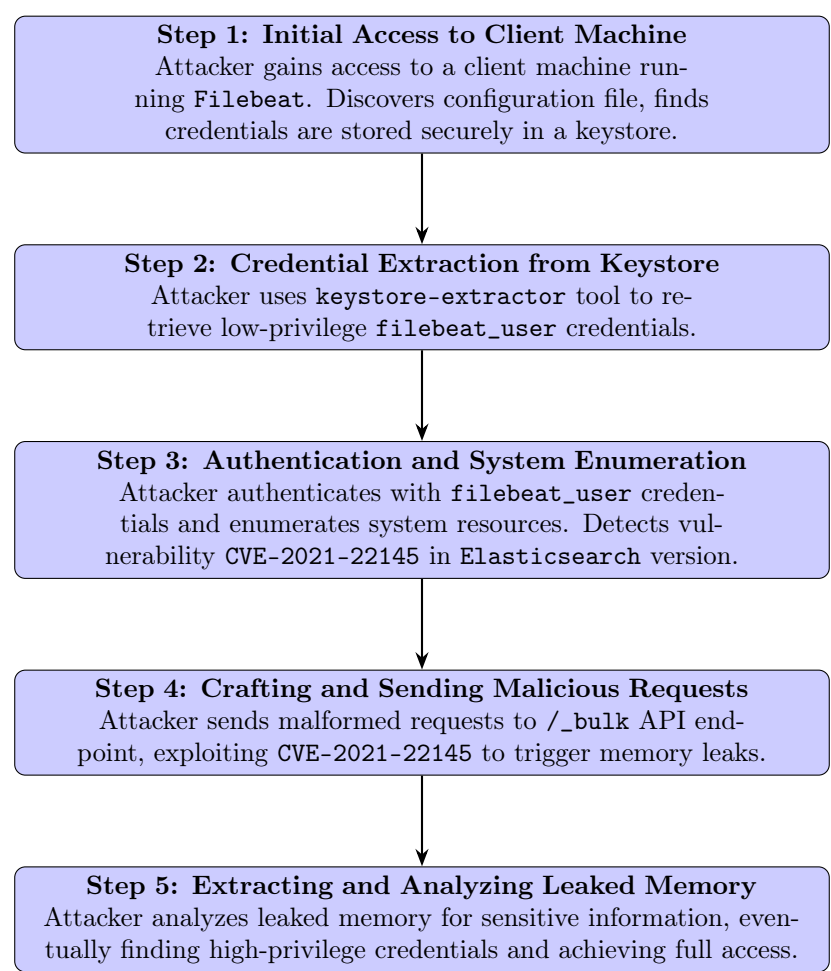 Step 1: Initial Access to Client Machine
Attacker gains access to a client machine run-
ning Filebeat. Discovers configuration file, finds
credentials are stored securely in a keystore.
Step 2: Credential Extraction from Keystore
Attacker uses keystore-extractor tool to re-
trieve low-privilege filebeat_user credentials.
Step 3: Authentication and System Enumeration
Attacker authenticates with filebeat_user creden-
tials and enumerates system resources. Detects vul-
nerability CVE-2021-22145 in Elasticsearch version.
Step 4: Crafting and Sending Malicious Requests
Attacker sends malformed requests to /_bulk API end-
point, exploiting CVE-2021-22145 to trigger memory leaks.
Step 5: Extracting and Analyzing Leaked Memory
Attacker analyzes leaked memory for sensitive information, even-
tually finding high-privilege credentials and achieving full access.